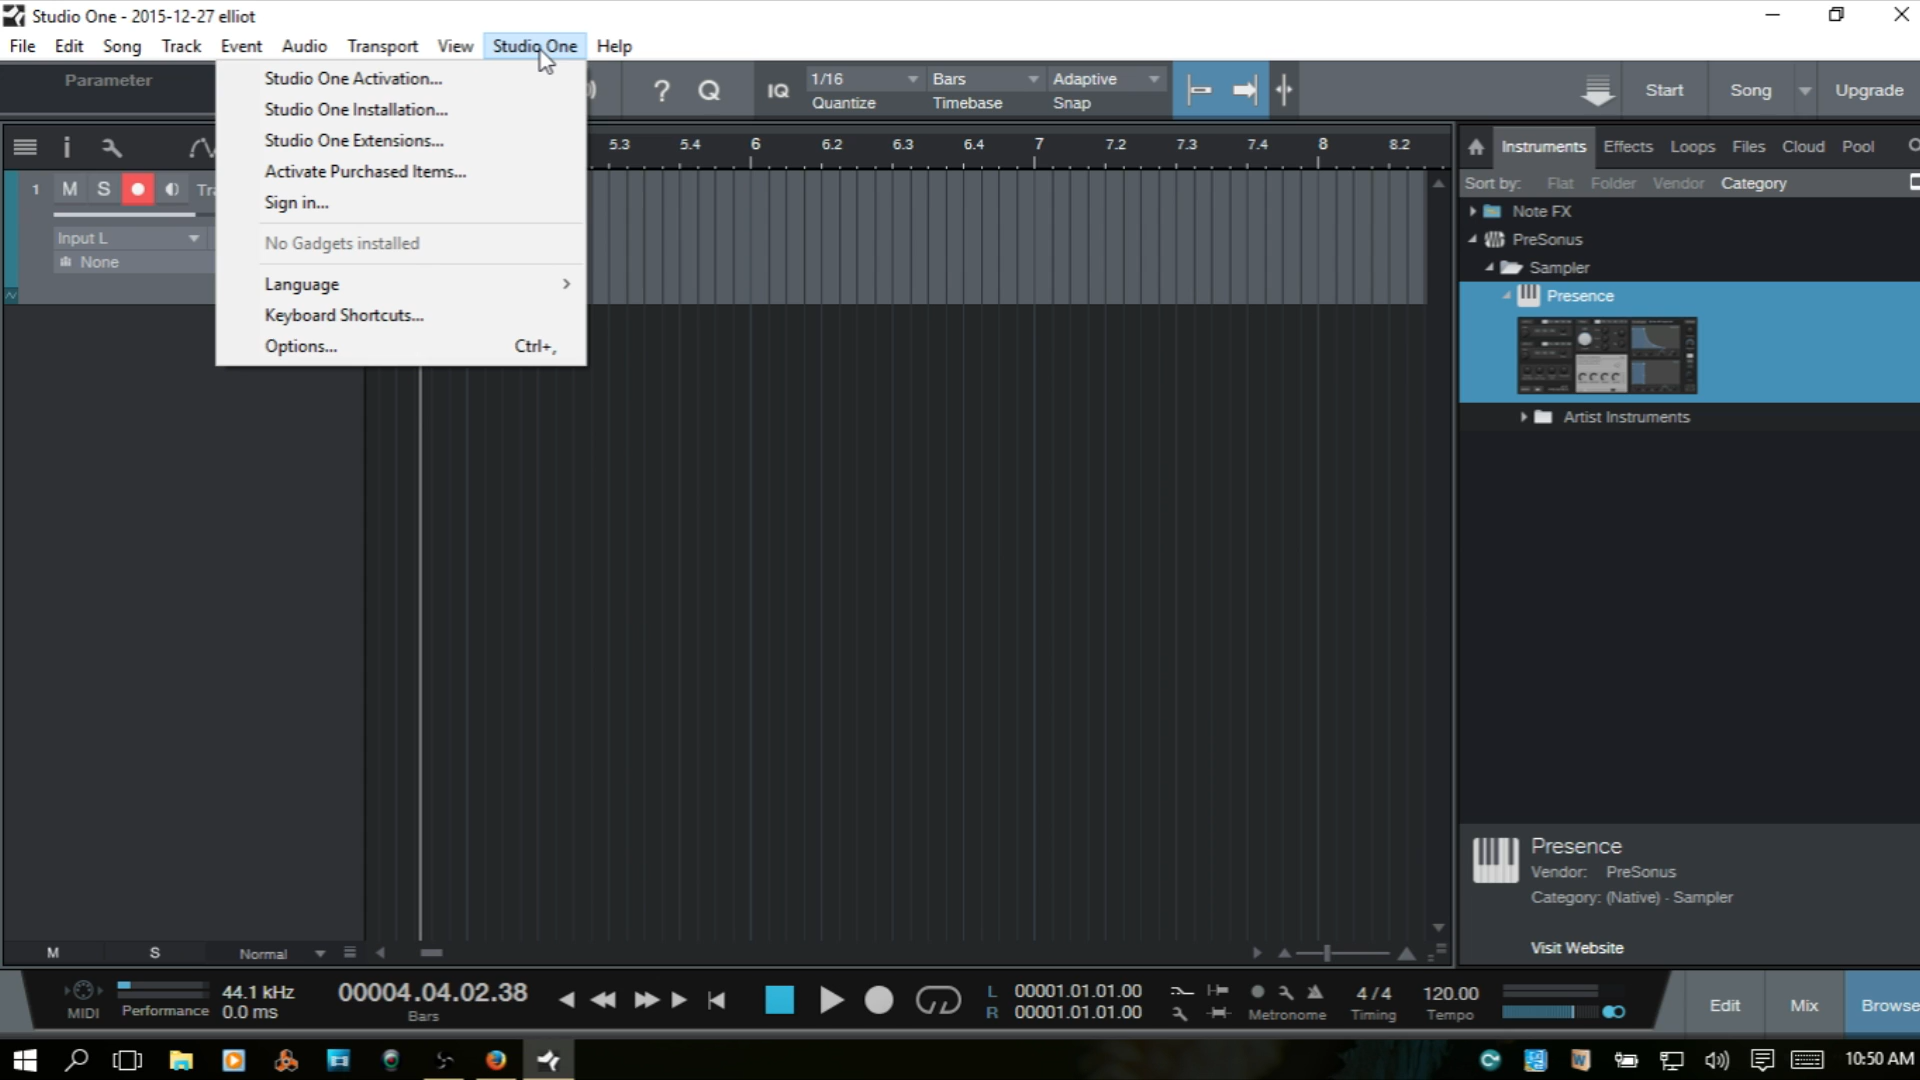 Studio One - 2015-12-27 elliot
File Edit Song Track Event Audio Transport View Studio One Help
Parameter
Studio One Activation...
Studio One Installation...
Studio One Extensions...
Activate Purchased Items...
Sign in...
No Gadgets installed
Language
Keyboard Shortcuts...
Options... Ctrl+,
? Q IQ
1/16 Bars Adaptive
Quantize Timebase Snap
Start Song Upgrade
5.3 5.4 6 6.2 6.3 6.4 7 7.2 7.3 7.4 8 8.2
1 M S Tra
Input L
None
Instruments Effects Loops Files Cloud Pool
Sort by: Flat Folder Vendor Category
Note FX
PreSonus
Sampler
Presence
Artist Instruments
Presence
Vendor: PreSonus
Category: (Native) - Sampler
Visit Website
M S Normal
MIDI
Performance
44.1 kHz
0.0 ms
00004.04.02.38
Bars
L 00001.01.01.00
R 00001.01.01.00
Metronome
4 / 4
Timing
120.00
Tempo
Edit Mix Browse
10:50 AM